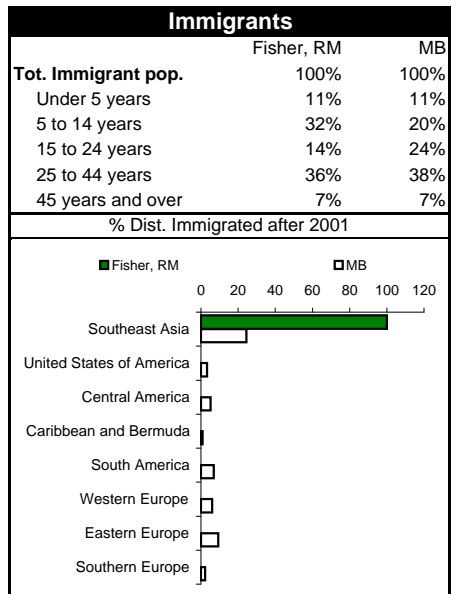 Immigrants
Fisher, RM MB
Tot. Immigrant pop. 100% 100%
Under 5 years 11% 11%
5 to 14 years 32% 20%
15 to 24 years 14% 24%
25 to 44 years 36% 38%
45 years and over 7% 7%
% Dist. Immigrated after 2001
Fisher, RM MB
0 20 40 60 80 100 120
Southeast Asia
United States of America
Central America
Caribbean and Bermuda
South America
Western Europe
Eastern Europe
Southern Europe